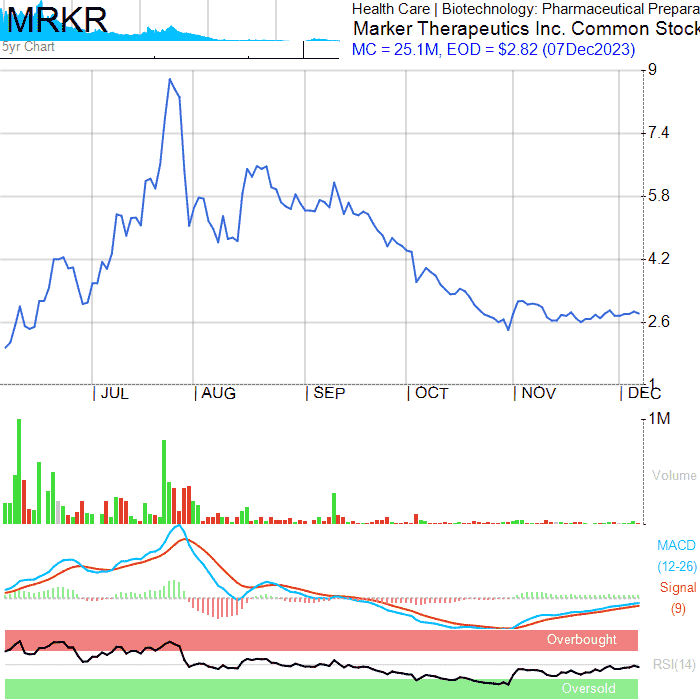 MRKR
5yr Chart
Health Care | Biotechnology: Pharmaceutical Prepara
Marker Therapeutics Inc. Common Stock
MC = 25.1M, EOD = $2.82 (07Dec2023)
9
7.4
5.8
4.2
2.6
1
JUL
AUG
SEP
OCT
NOV
DEC
1M
Volume
MACD
(12-26)
Signal
(9)
Overbought
RSI(14)
Oversold